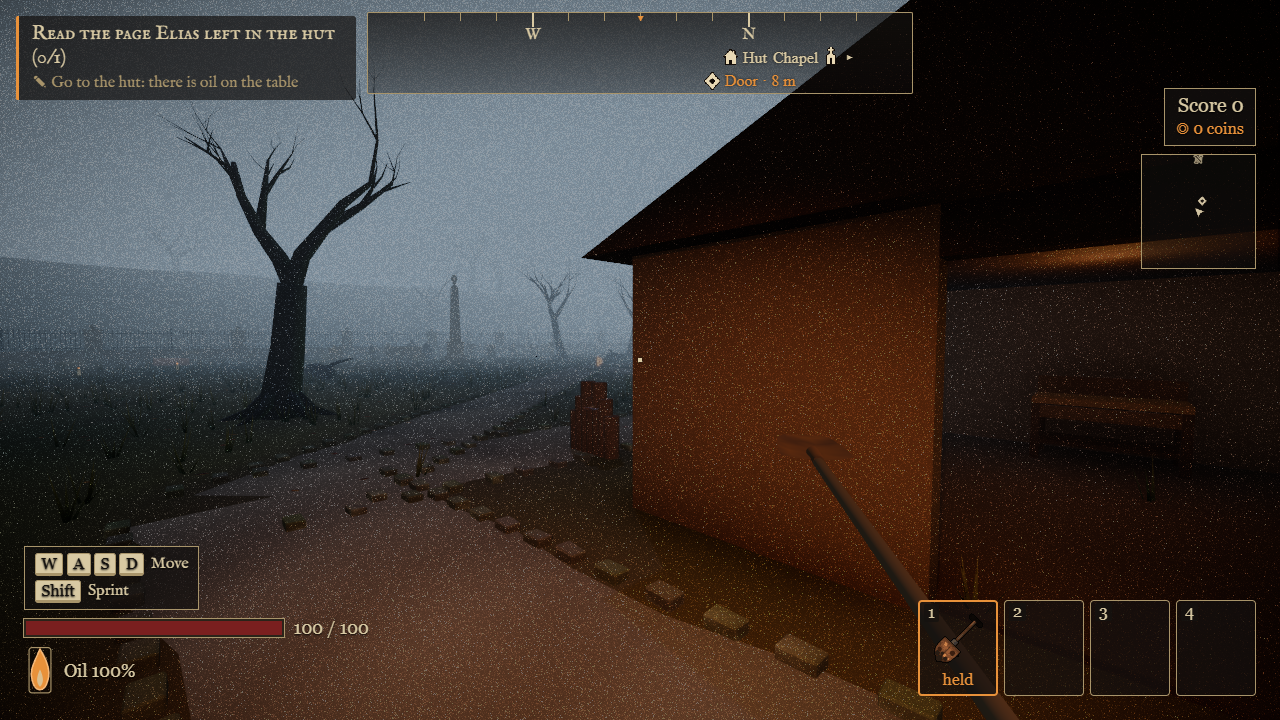 Read the page Elias left in the hut
(0/1)
Go to the hut: there is oil on the table
W
N
Hut Chapel
Door · 8 m
Score 0
0 coins
N
W A S D Move
Shift Sprint
100 / 100
Oil 100%
1
2
3
4
held